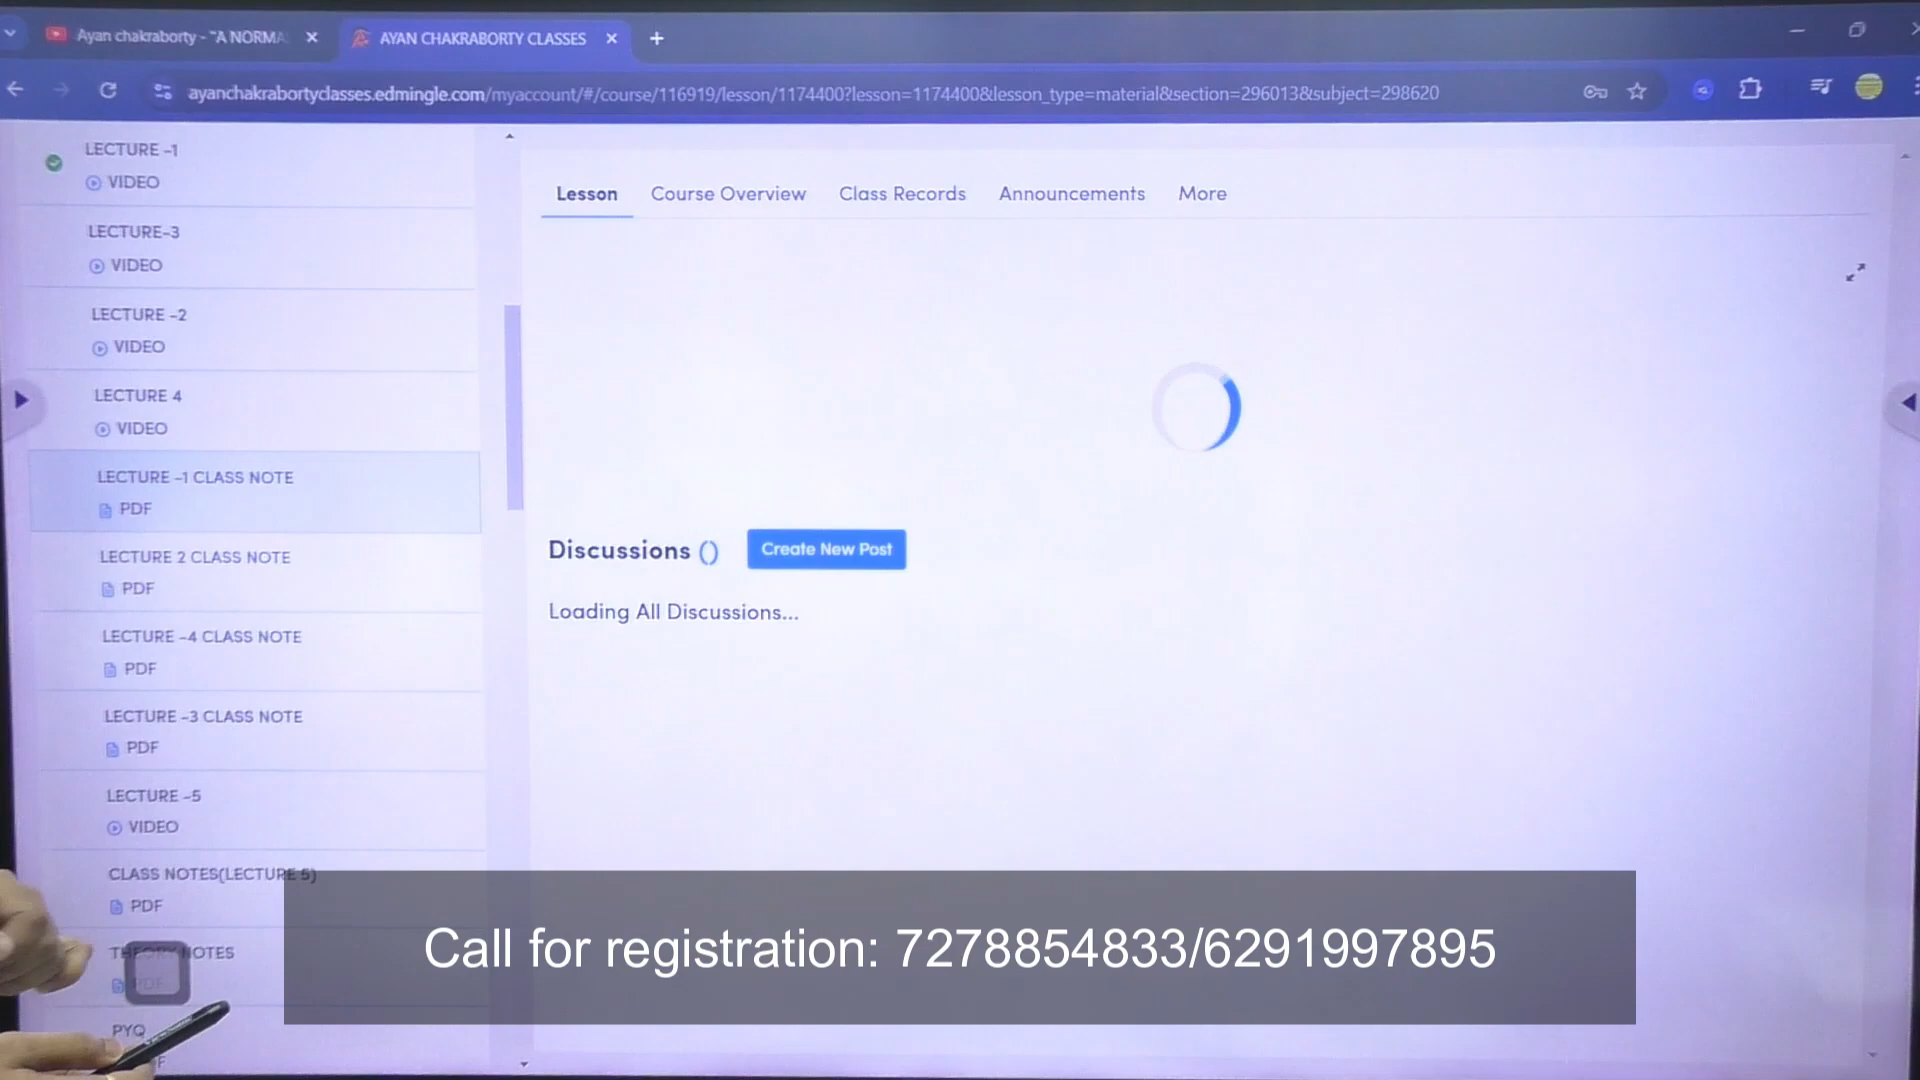 Ayan chakraborty - "A NORMA
AYAN CHAKRABORTY CLASSES
ayanchakrabortyclasses.edmingle.com/myaccount/#/course/116919/lesson/1174400?lesson=1174400&lesson_type=material&section=296013&subject=298620
LECTURE -1
VIDEO
LECTURE-3
VIDEO
LECTURE -2
VIDEO
LECTURE 4
VIDEO
LECTURE -1 CLASS NOTE
PDF
LECTURE 2 CLASS NOTE
PDF
LECTURE -4 CLASS NOTE
PDF
LECTURE -3 CLASS NOTE
PDF
LECTURE -5
VIDEO
CLASS NOTES(LECTURE 5)
PDF
THEORY NOTES
PDF
PYQ
Lesson Course Overview Class Records Announcements More
Discussions () Create New Post
Loading All Discussions...
Call for registration: 7278854833/6291997895